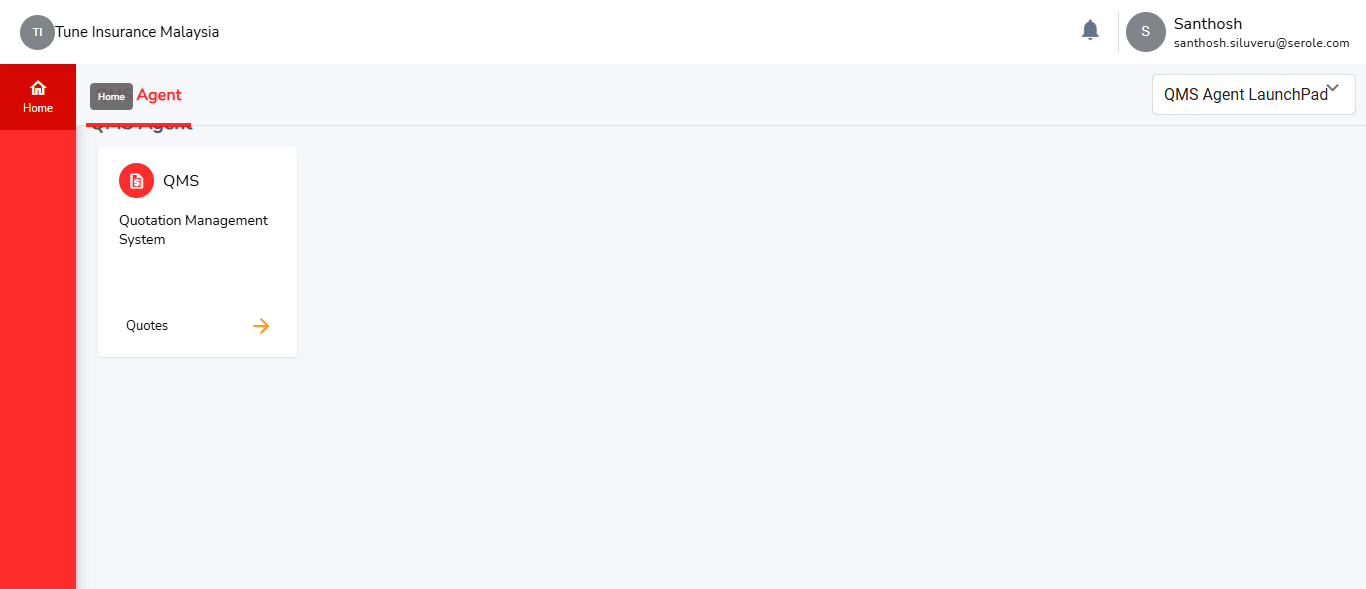 TI Tune Insurance Malaysia
Santhosh
S
santhosh.siluveru@serole.com
Home
Home
Agent
QMS Agent LaunchPad
QMS Agent
QMS
Quotation Management
System
Quotes